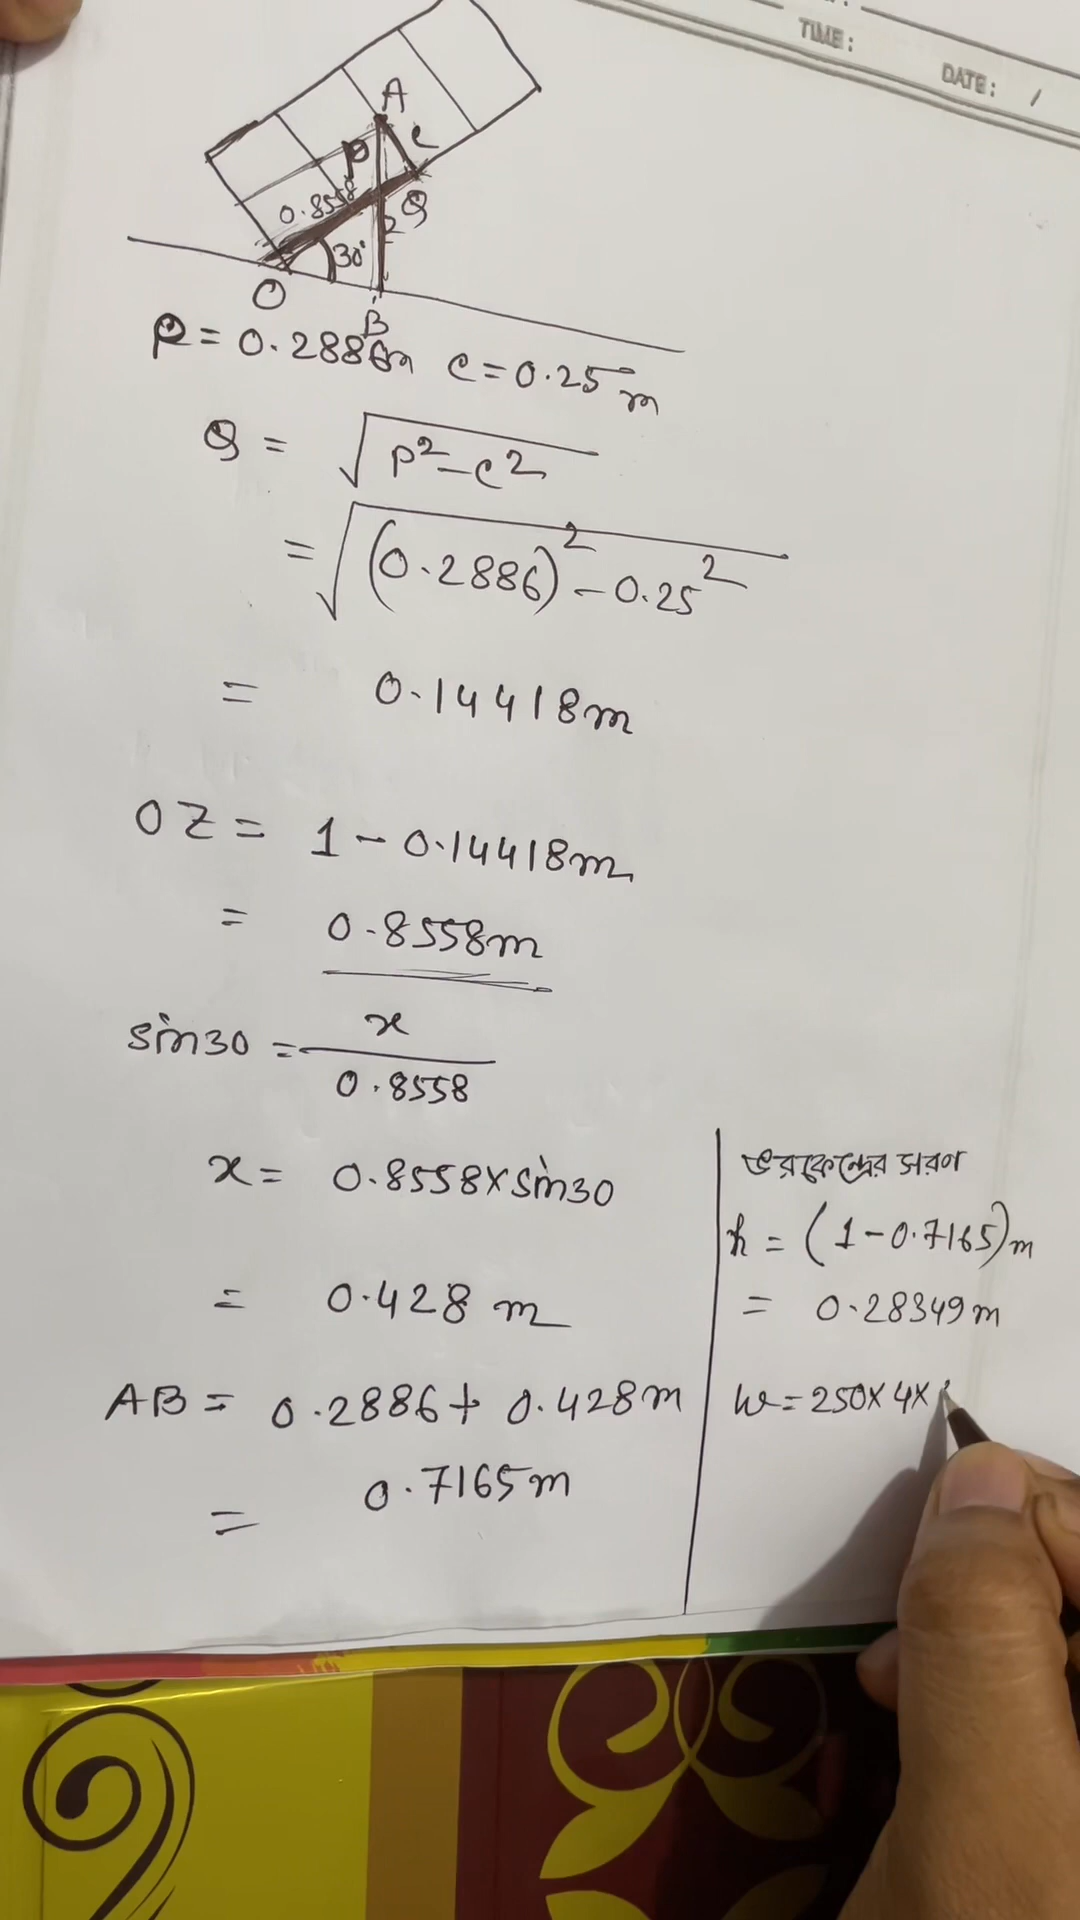 TIME :
DATE : /
A
P
C
0.8558
Q
Z
30°
O
B
P = 0.2886m C = 0.25m
Q = √(P² - C²)
= √((0.2886)² - 0.25²)
= 0.14418m
OZ = 1 - 0.14418m
= 0.8558m
sin30 = x / 0.8558
x = 0.8558 x sin30
= 0.428 m
AB = 0.2886 + 0.428m
= 0.7165m
ভরকেন্দ্রের সরণ
h = (1 - 0.7165)m
= 0.28349m
W = 250 x 4 x